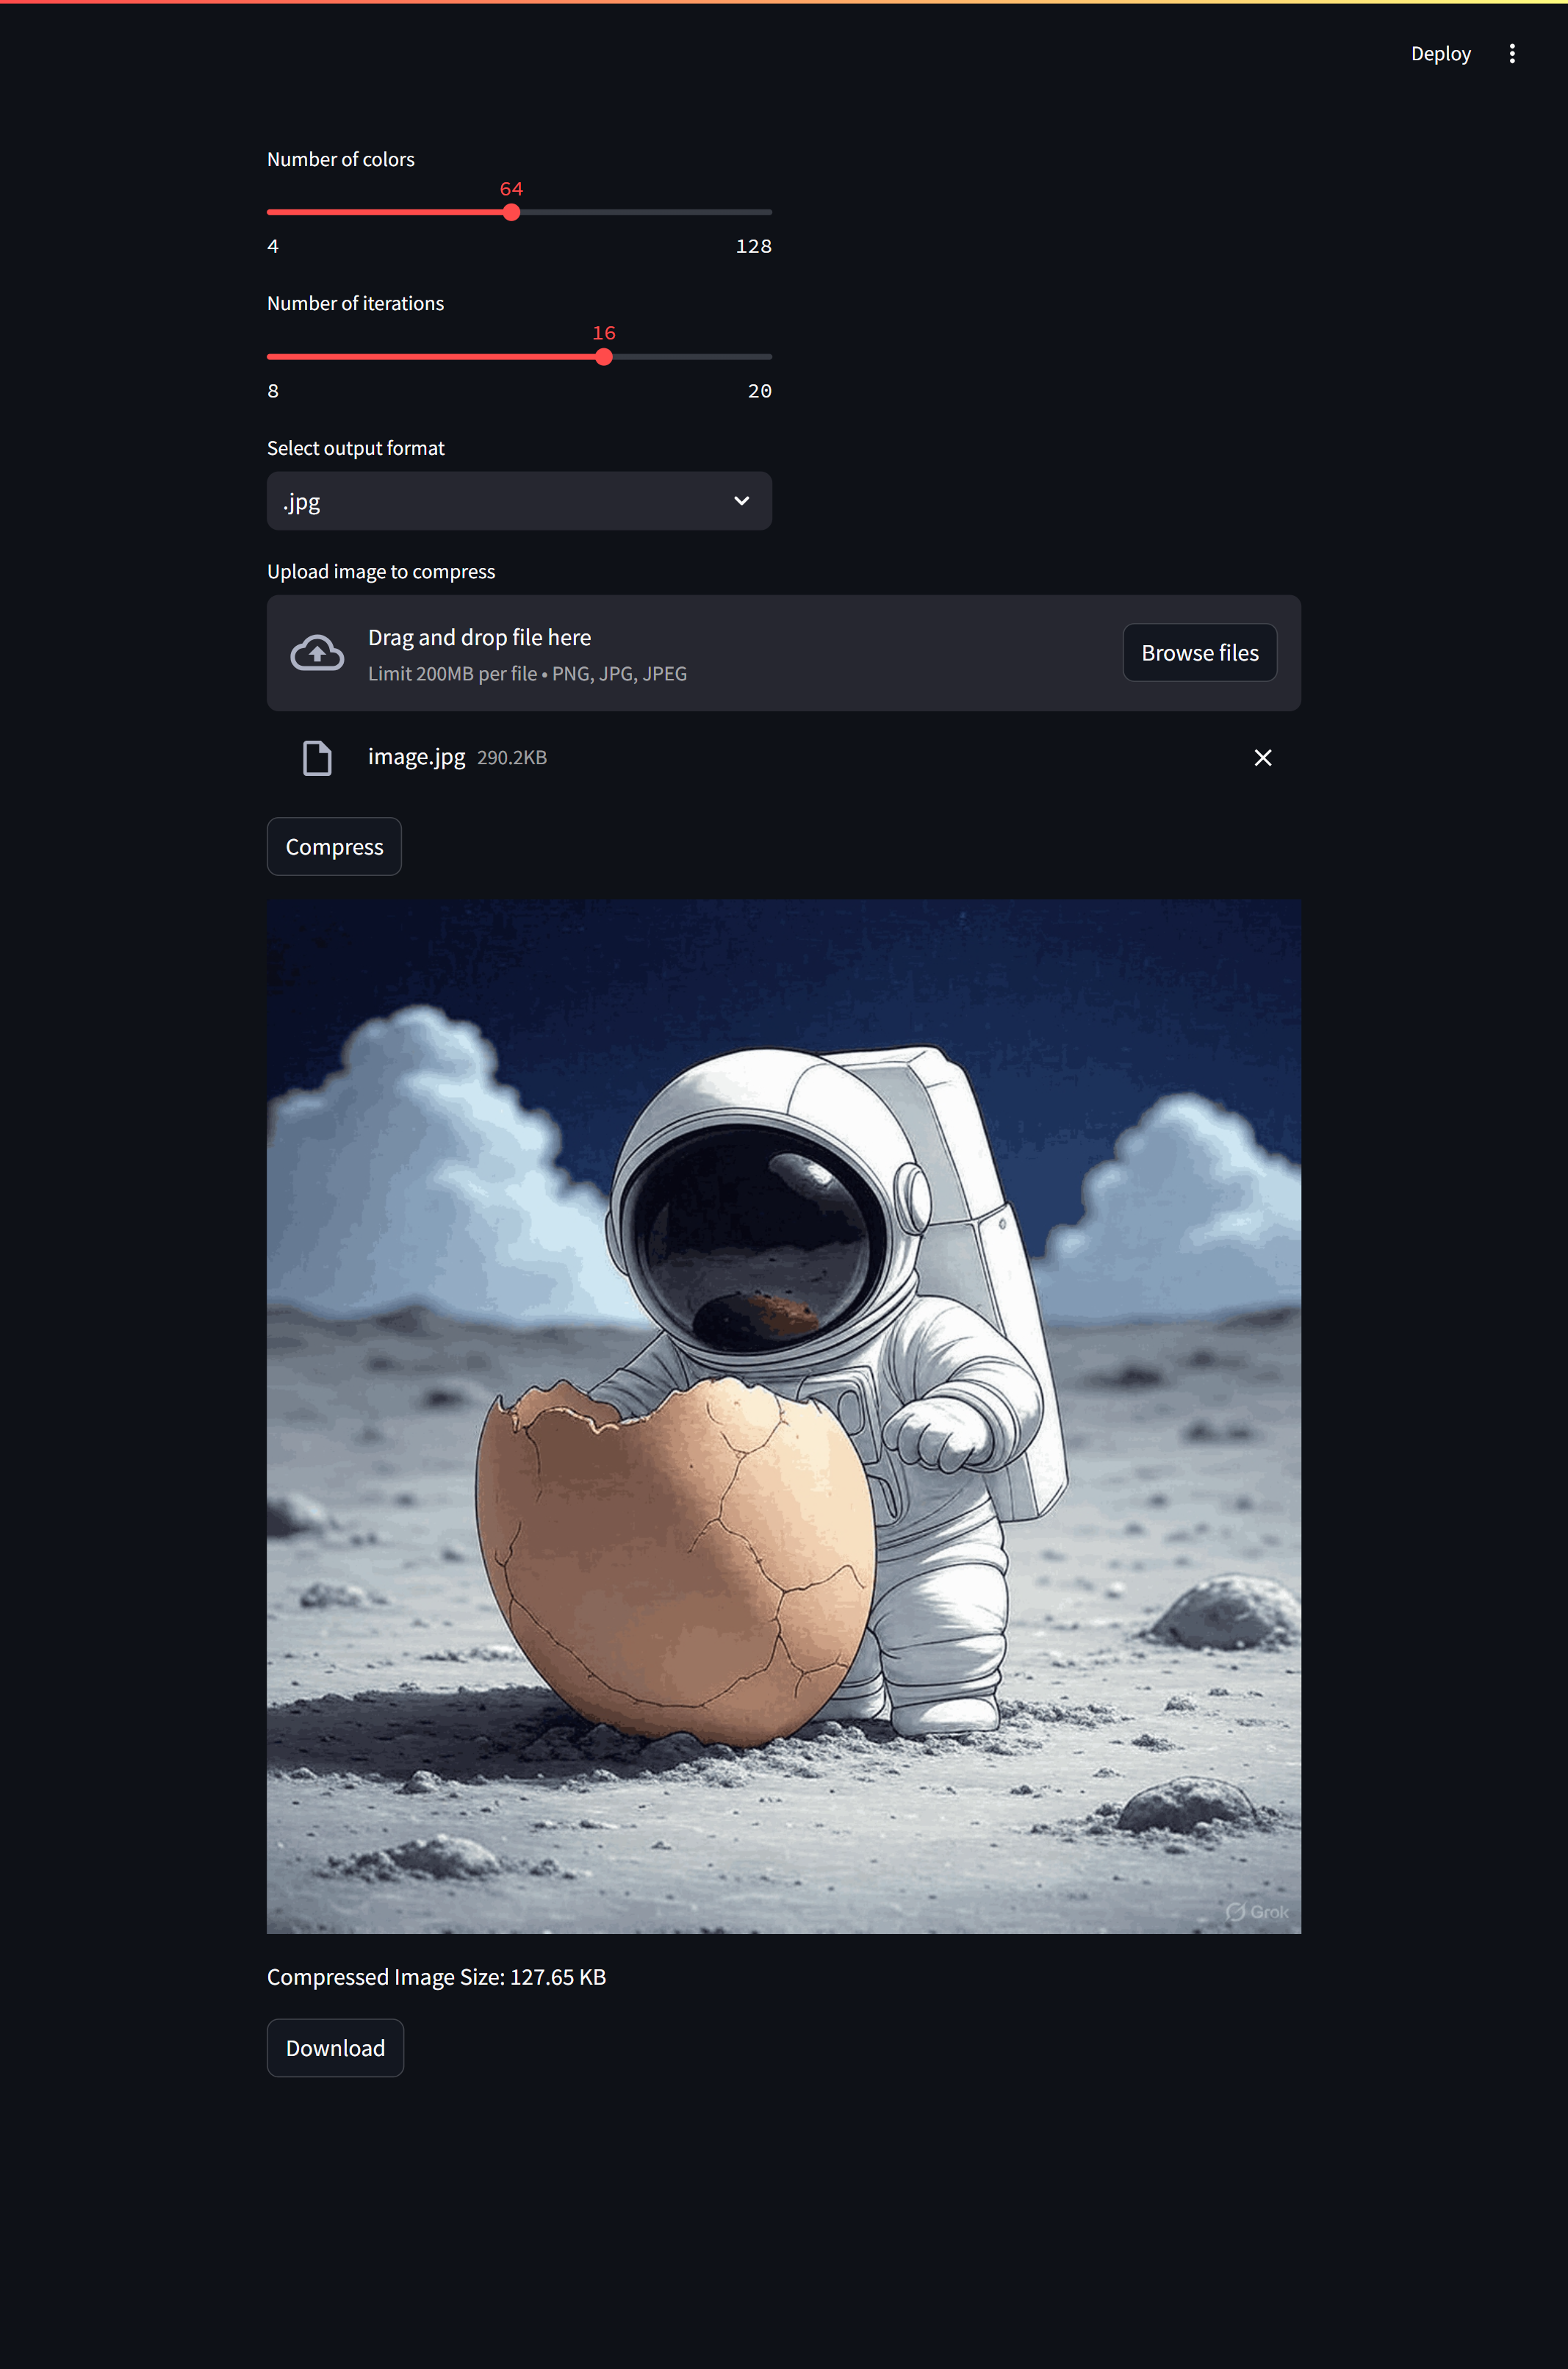 Deploy
Number of colors
64
4 128
Number of iterations
16
8 20
Select output format
.jpg
Upload image to compress
Drag and drop file here
Limit 200MB per file • PNG, JPG, JPEG
Browse files
image.jpg 290.2KB
Compress
Grok
Compressed Image Size: 127.65 KB
Download